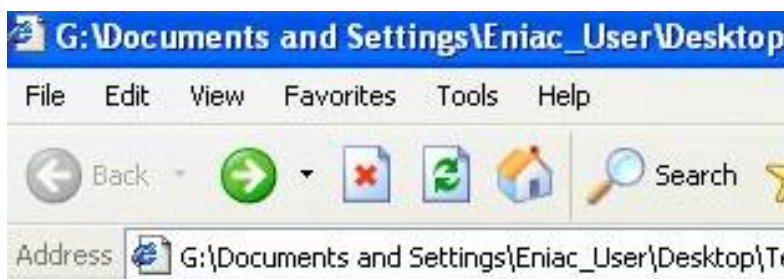 G:\Documents and Settings\Eniac_User\Desktop
File Edit View Favorites Tools Help
Back Search
Address G:\Documents and Settings\Eniac_User\Desktop\T